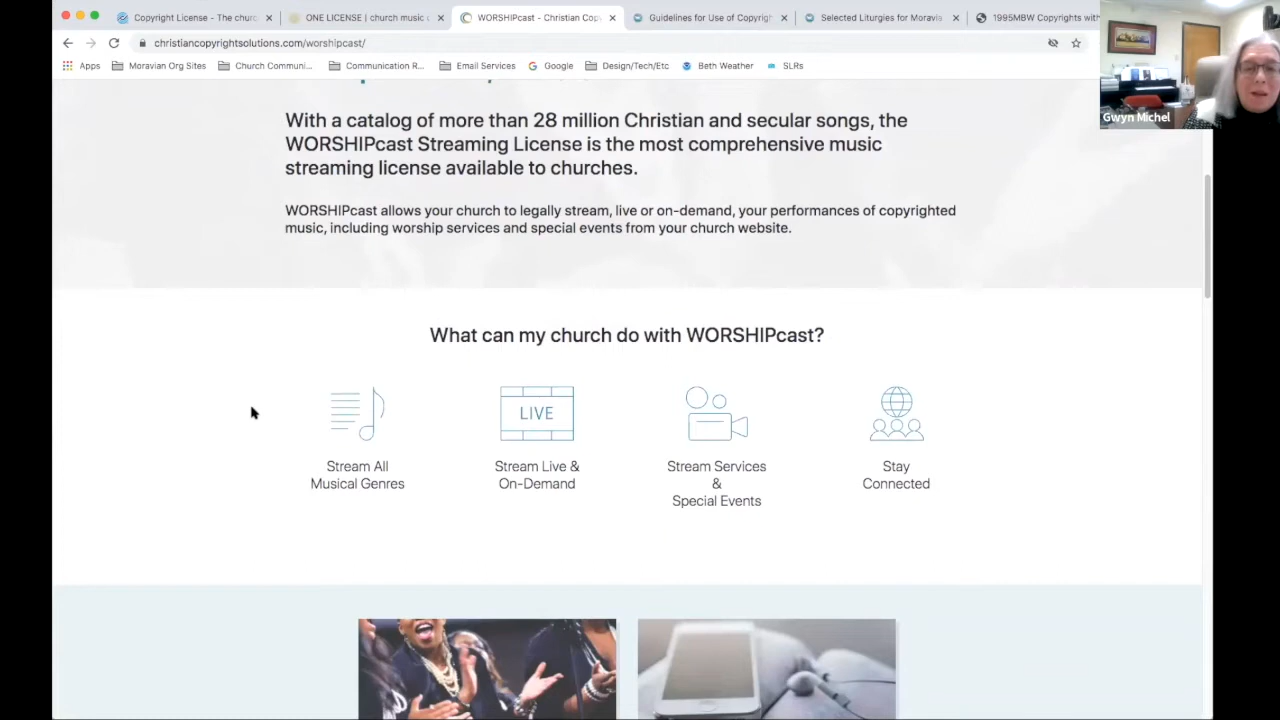 Copyright License - The churc
ONE LICENSE | church music c
WORSHIPcast - Christian Cop
Guidelines for Use of Copyrigh
Selected Liturgies for Moravis
1995MBW Copyrights with
christiancopyrightsolutions.com/worshipcast/
Apps
Moravian Org Sites
Church Communi...
Communication R...
Email Services
Google
Design/Tech/Etc
Beth Weather
SLRs
Gwyn Michel
With a catalog of more than 28 million Christian and secular songs, the
WORSHIPcast Streaming License is the most comprehensive music
streaming license available to churches.
WORSHIPcast allows your church to legally stream, live or on-demand, your performances of copyrighted
music, including worship services and special events from your church website.
What can my church do with WORSHIPcast?
LIVE
Stream All
Musical Genres
Stream Live &
On-Demand
Stream Services
&
Special Events
Stay
Connected